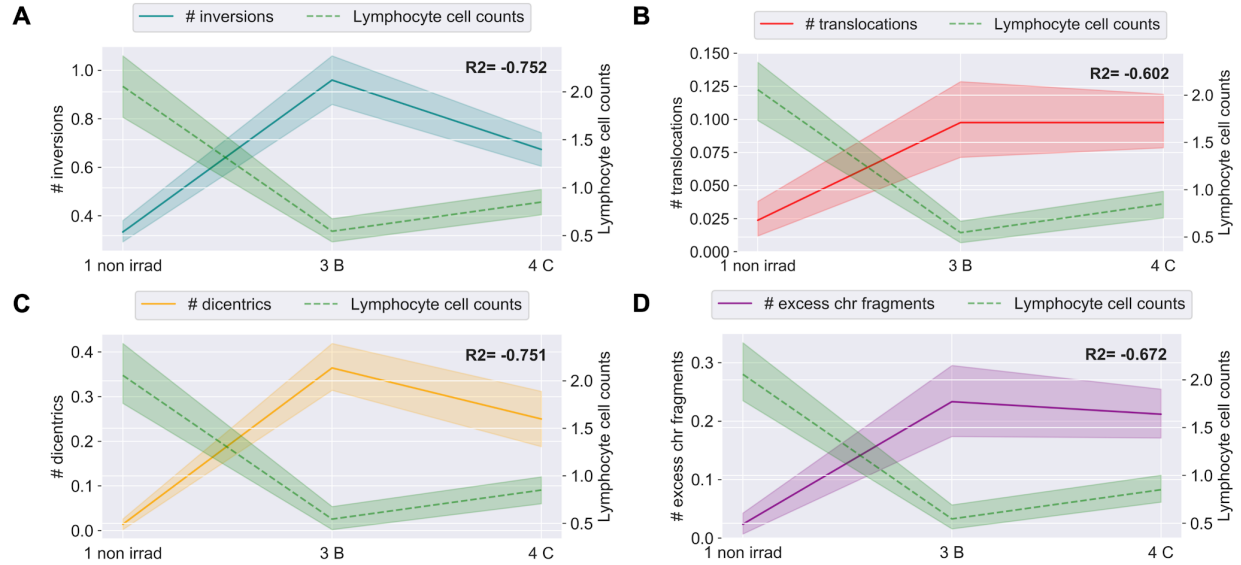 A
# inversions
Lymphocyte cell counts
R2= -0.752
1.0
0.8
0.6
0.4
# inversions
2.0
1.5
1.0
0.5
Lymphocyte cell counts
1 non irrad
3 B
4 C
B
# translocations
Lymphocyte cell counts
R2= -0.602
0.150
0.125
0.100
0.075
0.050
0.025
0.000
# translocations
2.0
1.5
1.0
0.5
Lymphocyte cell counts
1 non irrad
3 B
4 C
C
# dicentrics
Lymphocyte cell counts
R2= -0.751
0.4
0.3
0.2
0.1
0.0
# dicentrics
2.0
1.5
1.0
0.5
Lymphocyte cell counts
1 non irrad
3 B
4 C
D
# excess chr fragments
Lymphocyte cell counts
R2= -0.672
0.3
0.2
0.1
0.0
# excess chr fragments
2.0
1.5
1.0
0.5
Lymphocyte cell counts
1 non irrad
3 B
4 C